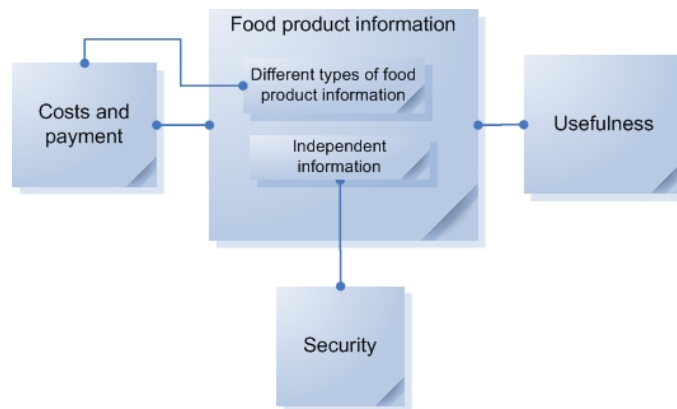 Food product information
Different types of food
product information
Costs and
payment
Independent
information
Usefulness
Security